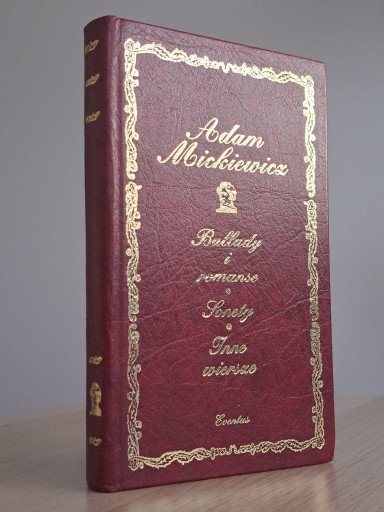 Adam
Mickiewicz
Ballady
i
romanse
Sonety
Inne
wiersze
Eventus